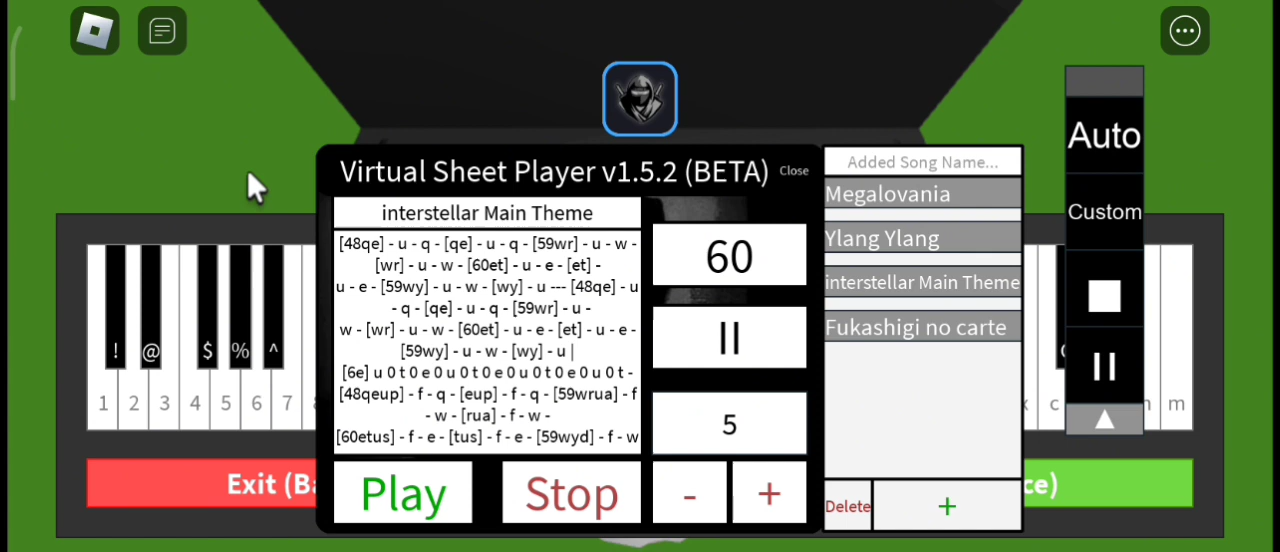 Virtual Sheet Player v1.5.2 (BETA)
Close
interstellar Main Theme
[48qe] - u - q - [qe] - u - q - [59wr] - u - w -
[wr] - u - w - [60et] - u - e - [et] -
u - e - [59wy] - u - w - [wy] - u --- [48qe] - u
- q - [qe] - u - q - [59wr] - u -
w - [wr] - u - w - [60et] - u - e - [et] - u - e -
[59wy] - u - w - [wy] - u |
[6e] u 0 t 0 e 0 u 0 t 0 e 0 u 0 t 0 e 0 u 0 t -
[48qeup] - f - q - [eup] - f - q - [59wrua] - f
- w - [rua] - f - w -
[60etus] - f - e - [tus] - f - e - [59wyd] - f - w
60
5
Play
Stop
-
+
Added Song Name...
Megalovania
Ylang Ylang
interstellar Main Theme
Fukashigi no carte
Delete
+
Auto
Custom
! @ $ % ^
1 2 3 4 5 6 7
c m
Exit (Ba
ce)